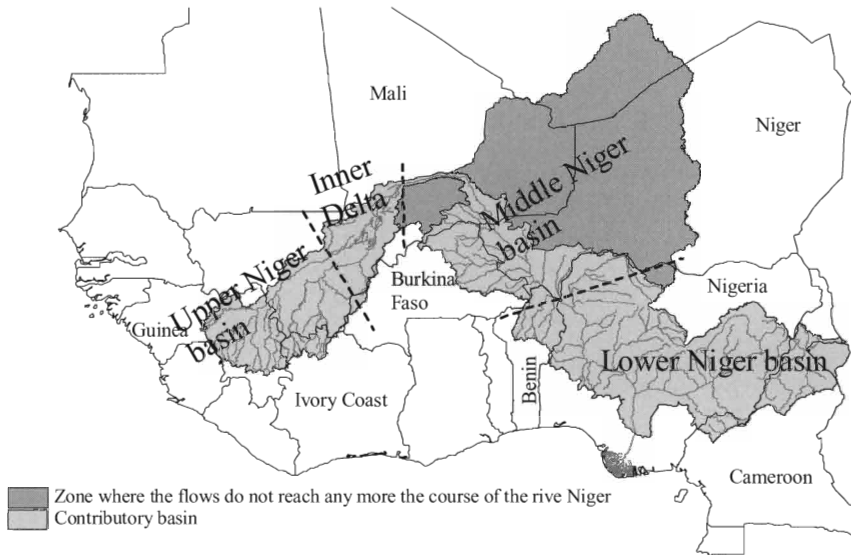 Mali
Niger
Inner
Delta
Middle Niger
basin
Upper Niger
basin
Burkina
Faso
Nigeria
Guinea
Lower Niger basin
Benin
Ivory Coast
Cameroon
Zone where the flows do not reach any more the course of the rive Niger
Contributory basin